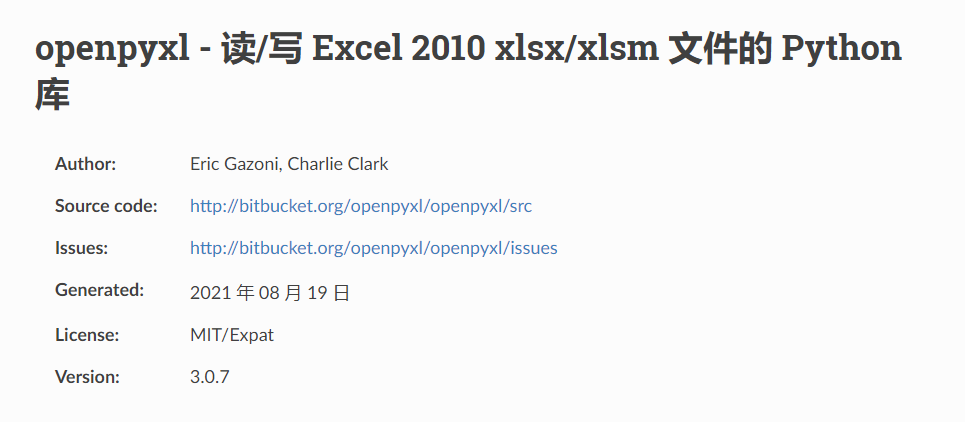 openpyxl - 读/写 Excel 2010 xlsx/xlsm 文件的 Python
库
Author: Eric Gazoni, Charlie Clark
Source code: http://bitbucket.org/openpyxl/openpyxl/src
Issues: http://bitbucket.org/openpyxl/openpyxl/issues
Generated: 2021 年 08 月 19 日
License: MIT/Expat
Version: 3.0.7